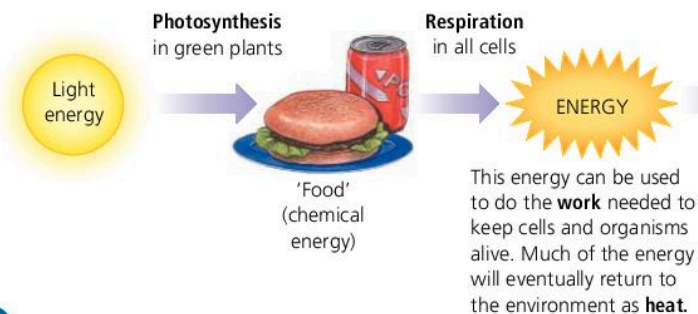 Photosynthesis
in green plants
Respiration
in all cells
Light
energy
ENERGY
'Food'
(chemical
energy)
This energy can be used
to do the work needed to
keep cells and organisms
alive. Much of the energy
will eventually return to
the environment as heat.